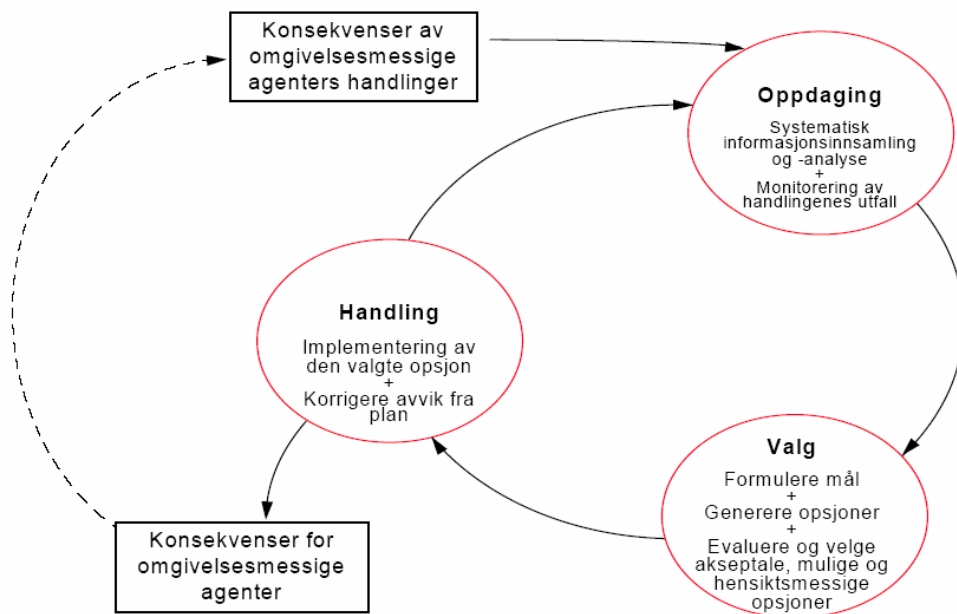 Konsekvenser av
omgivelsesmessige
agenters handlinger
Oppdaging
Systematisk
informasjonsinnsamling
og -analyse
+
Monitorering av
handlingenes utfall
Handling
Implementering av
den valgte opsjon
+
Korrigere avvik fra
plan
Valg
Formulere mål
+
Generere opsjoner
+
Evaluere og velge
akseptale, mulige og
hensiktsmessige
opsjoner
Konsekvenser for
omgivelsesmessige
agenter